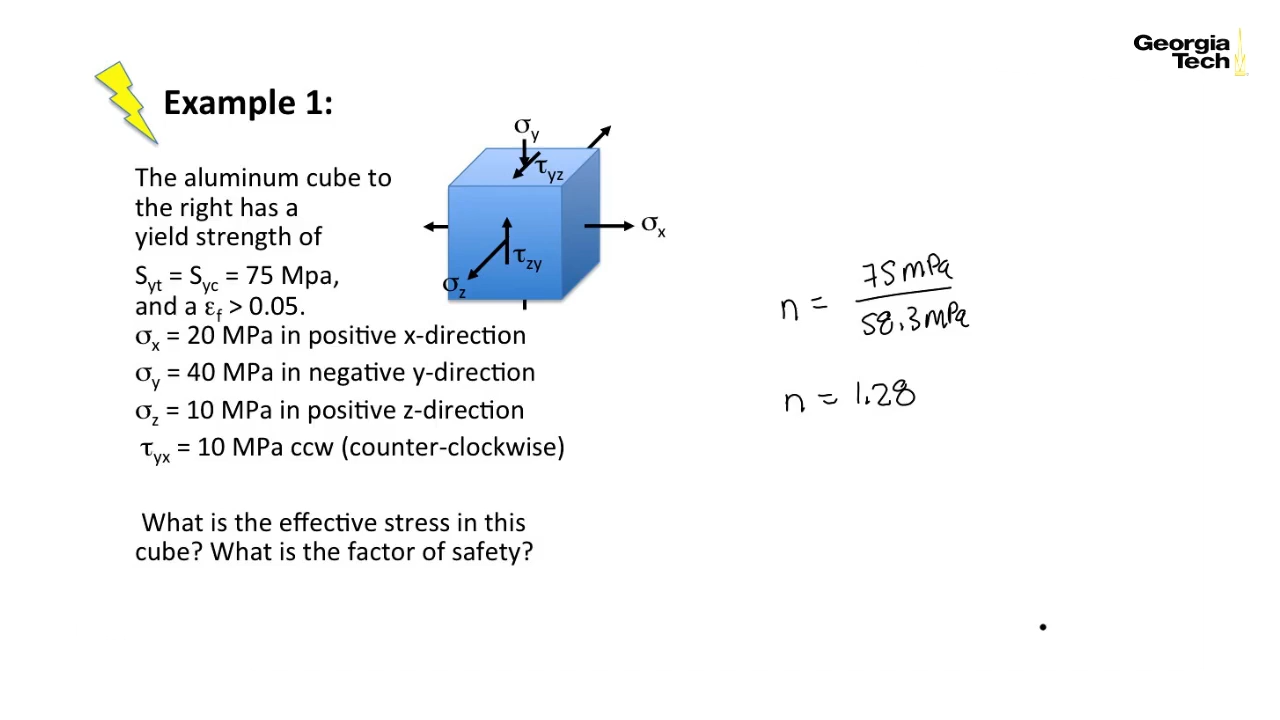 Georgia
Tech
Example 1:
The aluminum cube to
the right has a
yield strength of
Syt = Syc = 75 Mpa,
and a εf > 0.05.
σx = 20 MPa in positive x-direction
σy = 40 MPa in negative y-direction
σz = 10 MPa in positive z-direction
τyx = 10 MPa ccw (counter-clockwise)
What is the effective stress in this
cube? What is the factor of safety?
σy
τyz
σx
τzy
σz
n = 75 mPa / 58.3 mPa
n = 1.28